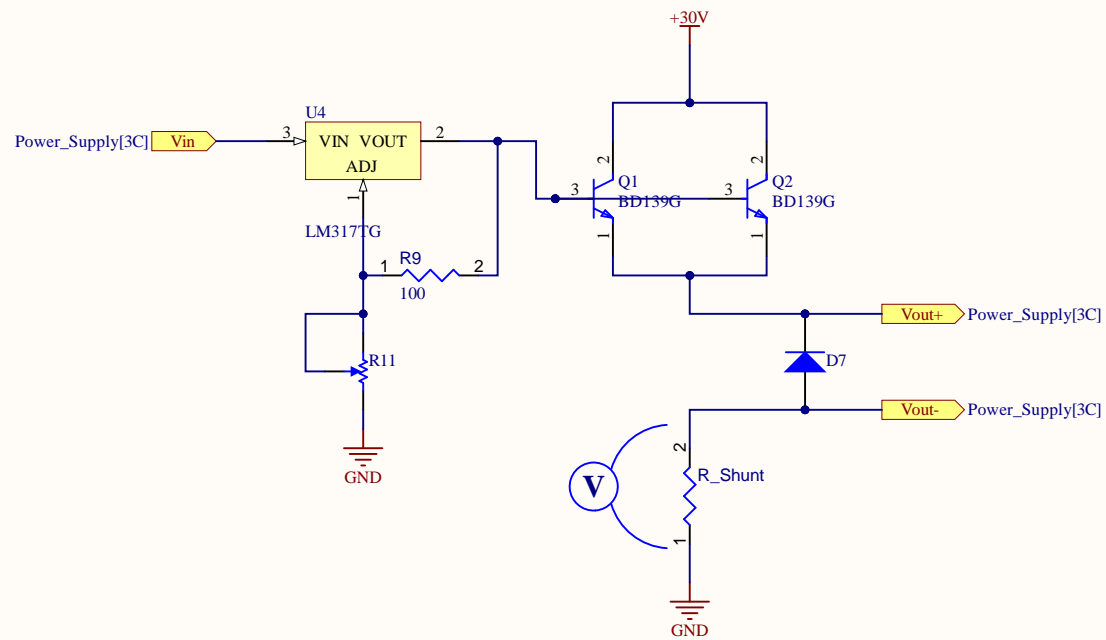 +30V
U4
Power_Supply[3C] Vin
3
VIN VOUT
2
ADJ
1
LM317TG
2
2
Q1
Q2
3
3
BD139G
BD139G
1
1
R9
1
2
100
Vout+ Power_Supply[3C]
R11
D7
Vout- Power_Supply[3C]
2
R_Shunt
V
GND
1
GND